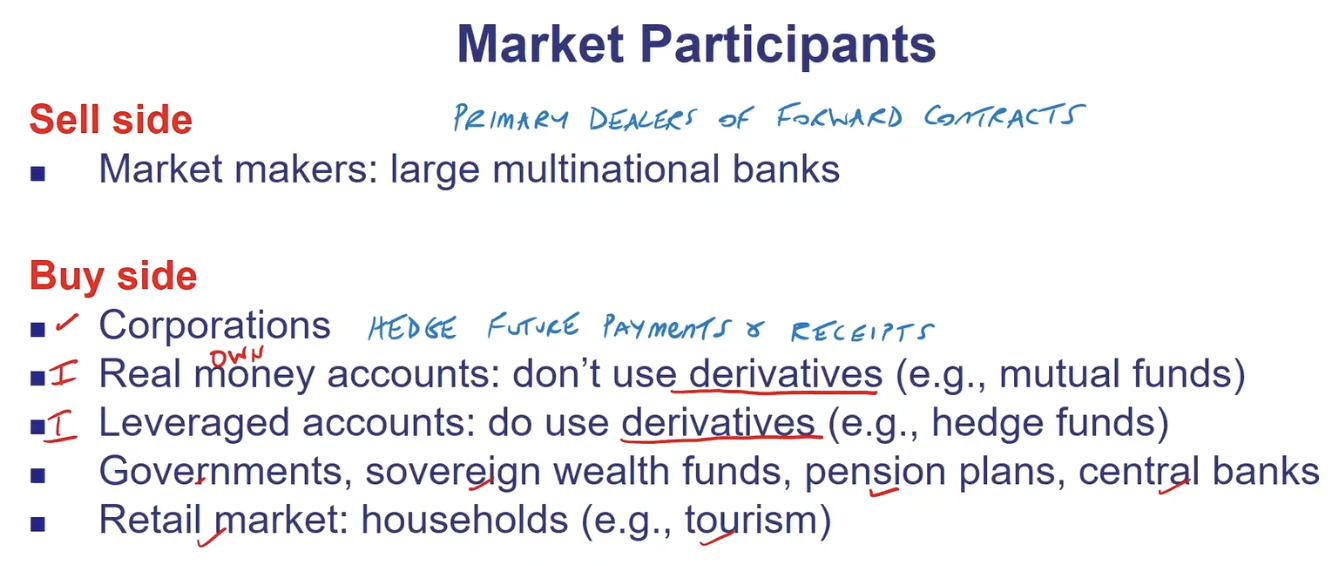 Market Participants
Sell side PRIMARY DEALERS OF FORWARD CONTRACTS
Market makers: large multinational banks
Buy side
✓ Corporations HEDGE FUTURE PAYMENTS & RECEIPTS
OWN
I Real money accounts: don’t use derivatives (e.g., mutual funds)
I Leveraged accounts: do use derivatives (e.g., hedge funds)
Governments, sovereign wealth funds, pension plans, central banks
Retail market: households (e.g., tourism)